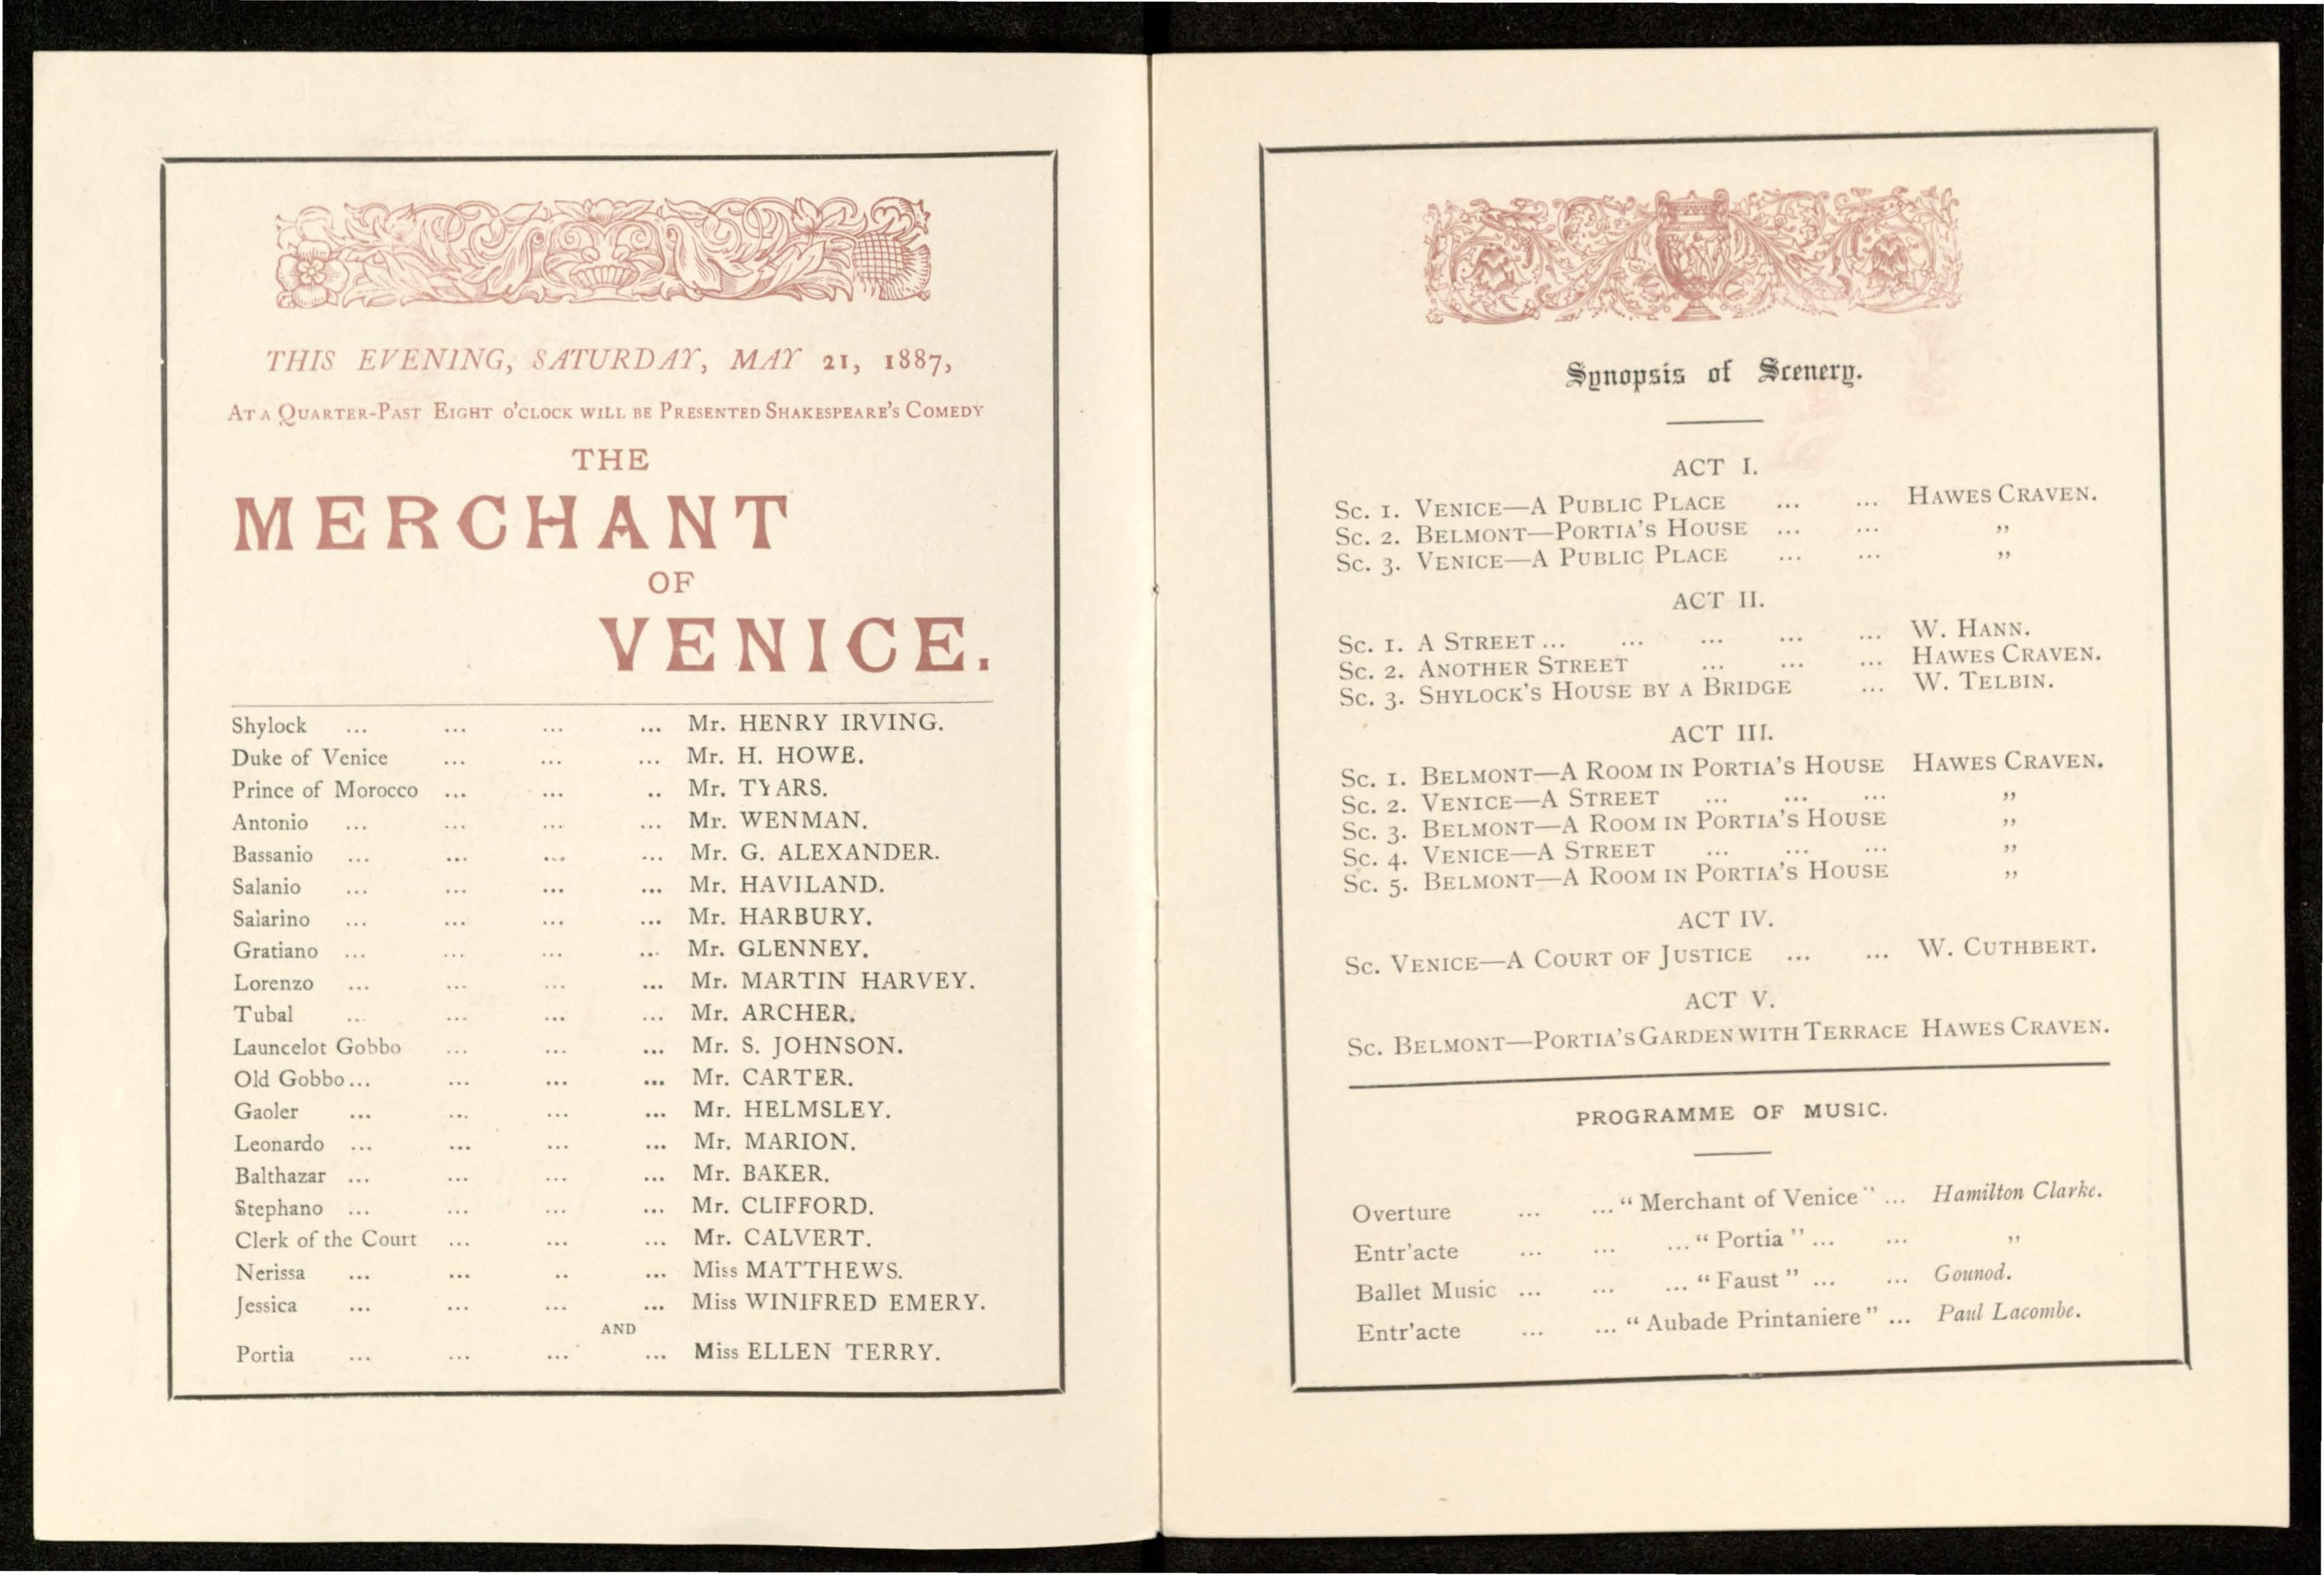 THIS EVENING, SATURDAY, MAY 21, 1887,
AT A QUARTER-PAST EIGHT O'CLOCK WILL BE PRESENTED SHAKESPEARE'S COMEDY
THE
MERCHANT
OF
VENICE.
Shylock ... ... ... ... Mr. HENRY IRVING.
Duke of Venice ... ... ... Mr. H. HOWE.
Prince of Morocco ... ... .. Mr. TYARS.
Antonio ... ... ... ... Mr. WENMAN.
Bassanio ... ... ... ... Mr. G. ALEXANDER.
Salanio ... ... ... ... Mr. HAVILAND.
Salarino ... ... ... ... Mr. HARBURY.
Gratiano ... ... ... ... Mr. GLENNEY.
Lorenzo ... ... ... ... Mr. MARTIN HARVEY.
Tubal ... ... ... ... Mr. ARCHER.
Launcelot Gobbo ... ... ... Mr. S. JOHNSON.
Old Gobbo... ... ... ... Mr. CARTER.
Gaoler ... ... ... ... Mr. HELMSLEY.
Leonardo ... ... ... ... Mr. MARION.
Balthazar ... ... ... ... Mr. BAKER.
Stephano ... ... ... ... Mr. CLIFFORD.
Clerk of the Court ... ... ... Mr. CALVERT.
Nerissa ... ... .. ... Miss MATTHEWS.
Jessica ... ... ... ... Miss WINIFRED EMERY.
AND
Portia ... ... ... ... Miss ELLEN TERRY.
Synopsis of Scenery.
ACT I.
SC. 1. VENICE—A PUBLIC PLACE ... ... HAWES CRAVEN.
SC. 2. BELMONT—PORTIA'S HOUSE ... ... ”
SC. 3. VENICE—A PUBLIC PLACE ... ... ”
ACT II.
SC. 1. A STREET... ... ... ... ... W. HANN.
SC. 2. ANOTHER STREET ... ... ... HAWES CRAVEN.
SC. 3. SHYLOCK'S HOUSE BY A BRIDGE ... W. TELBIN.
ACT III.
SC. 1. BELMONT—A ROOM IN PORTIA'S HOUSE HAWES CRAVEN.
SC. 2. VENICE—A STREET ... ... ... ”
SC. 3. BELMONT—A ROOM IN PORTIA'S HOUSE ”
SC. 4. VENICE—A STREET ... ... ... ”
SC. 5. BELMONT—A ROOM IN PORTIA'S HOUSE ”
ACT IV.
SC. VENICE—A COURT OF JUSTICE ... ... W. CUTHBERT.
ACT V.
SC. BELMONT—PORTIA'S GARDEN WITH TERRACE HAWES CRAVEN.
PROGRAMME OF MUSIC.
Overture ... ... “Merchant of Venice” ... Hamilton Clarke.
Entr'acte ... ... ... “Portia” ... ... ”
Ballet Music ... ... ... “Faust” ... ... Gounod.
Entr'acte ... ... “Aubade Printaniere” ... Paul Lacombe.